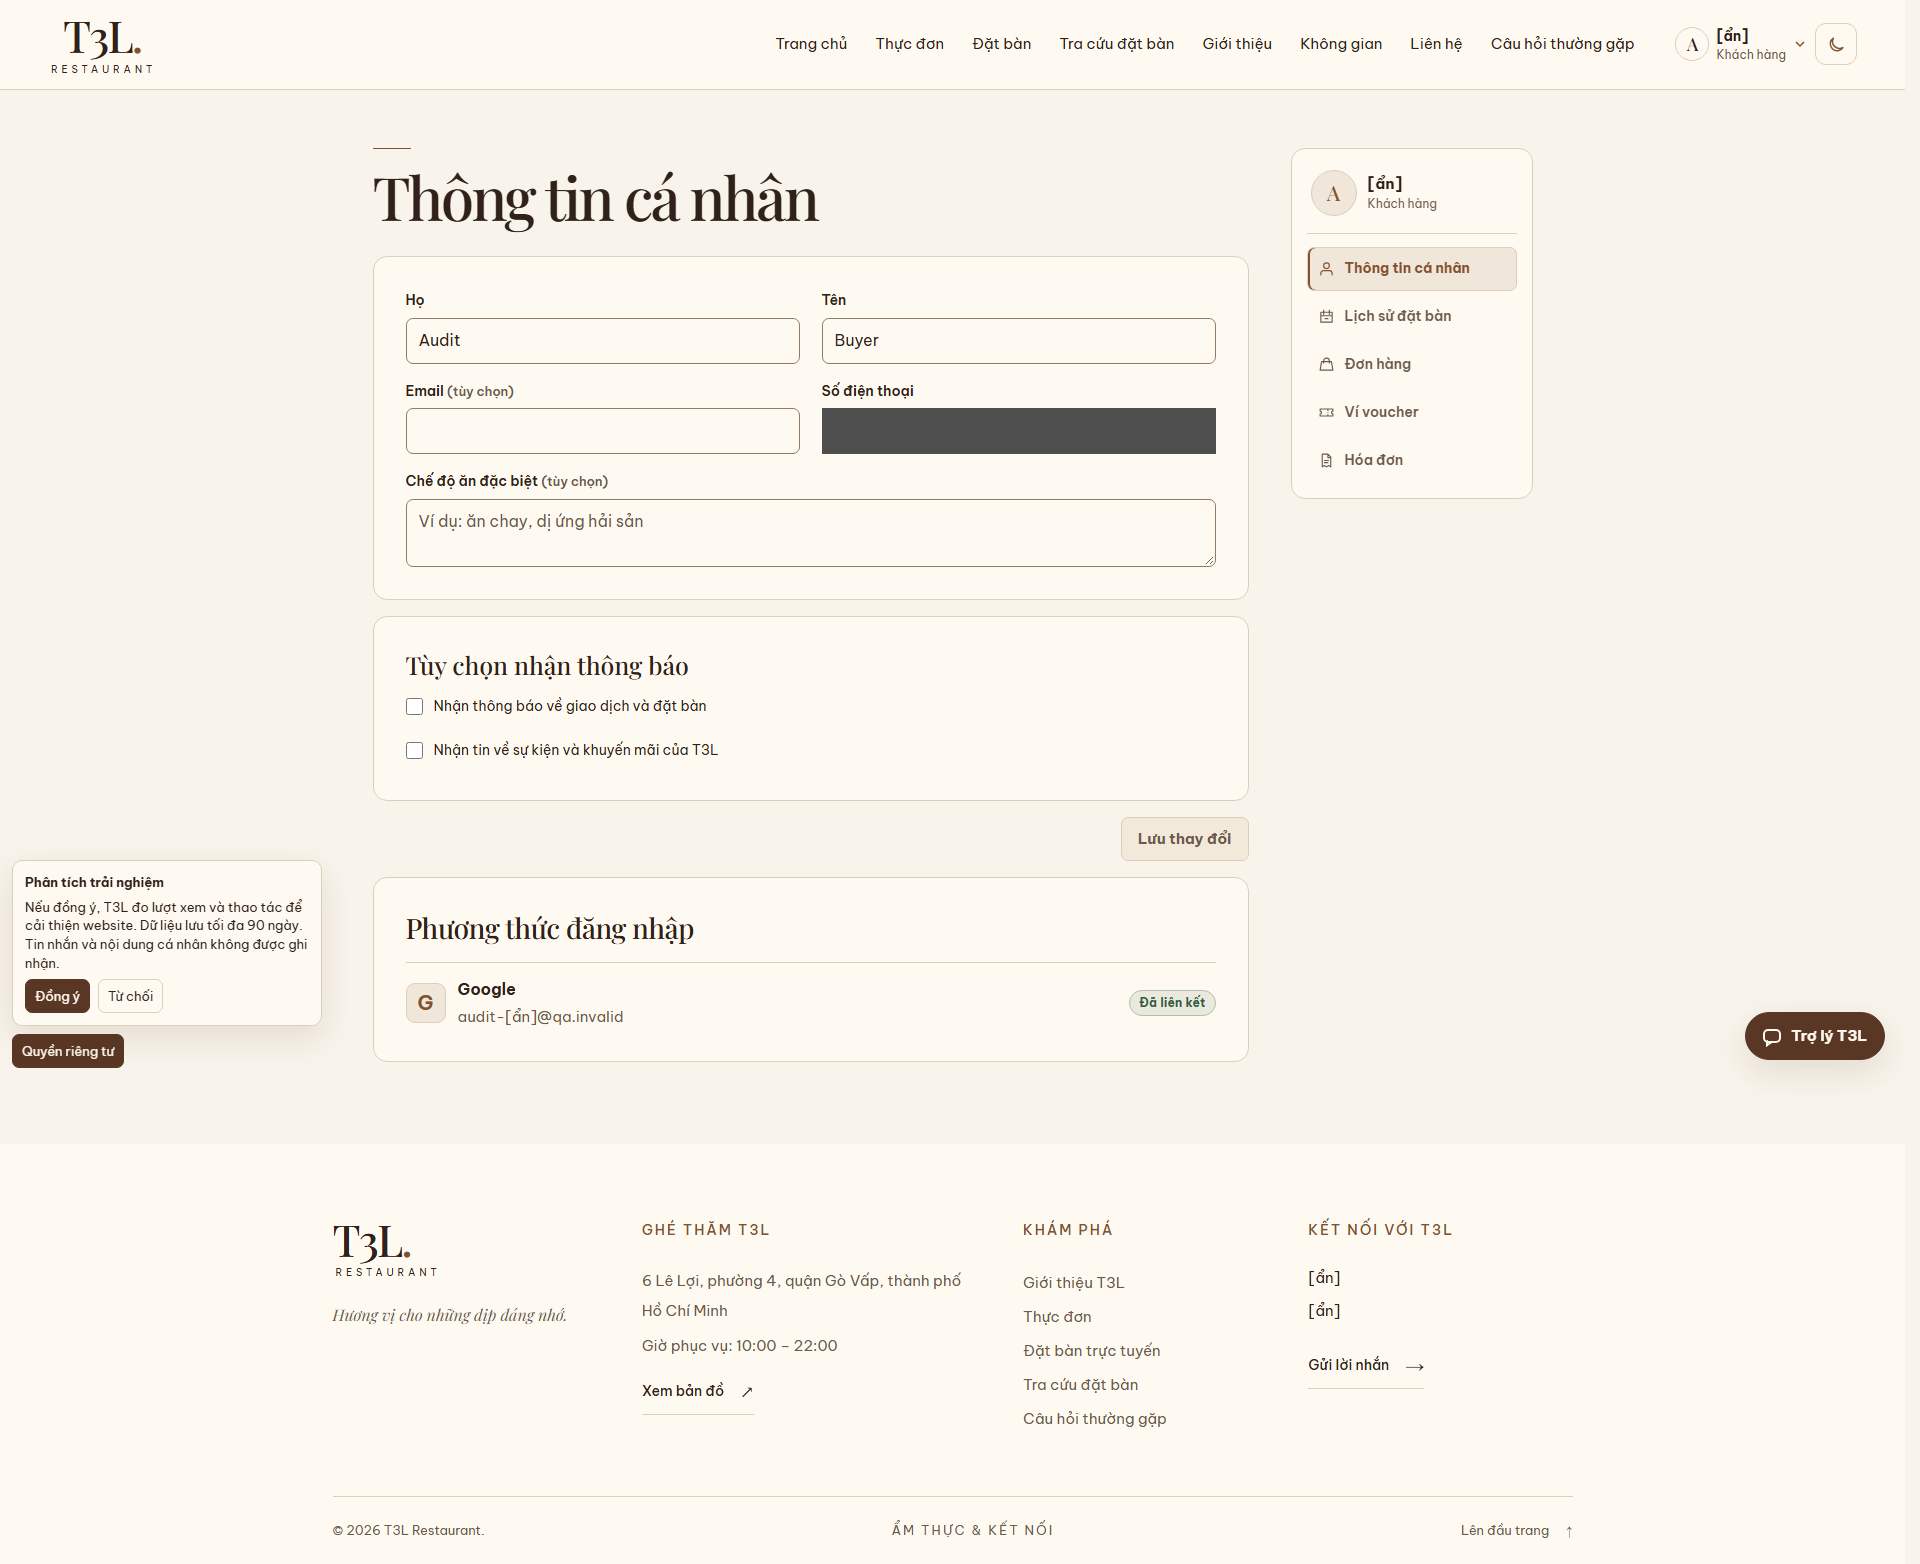 T3L.
RESTAURANT
Trang chủ
Thực đơn
Đặt bàn
Tra cứu đặt bàn
Giới thiệu
Không gian
Liên hệ
Câu hỏi thường gặp
A
[ẩn]
Khách hàng
Thông tin cá nhân
Họ
Tên
Audit
Buyer
Email (tùy chọn)
Số điện thoại
Chế độ ăn đặc biệt (tùy chọn)
Ví dụ: ăn chay, dị ứng hải sản
Tùy chọn nhận thông báo
Nhận thông báo về giao dịch và đặt bàn
Nhận tin về sự kiện và khuyến mãi của T3L
Lưu thay đổi
Phương thức đăng nhập
G
Google
audit-[ẩn]@qa.invalid
Đã liên kết
A
[ẩn]
Khách hàng
Thông tin cá nhân
Lịch sử đặt bàn
Đơn hàng
Ví voucher
Hóa đơn
Phân tích trải nghiệm
Nếu đồng ý, T3L đo lượt xem và thao tác để
cải thiện website. Dữ liệu lưu tối đa 90 ngày.
Tin nhắn và nội dung cá nhân không được ghi
nhận.
Đồng ý
Từ chối
Quyền riêng tư
Trợ lý T3L
T3L.
RESTAURANT
Hương vị cho những dịp đáng nhớ.
GHÉ THĂM T3L
6 Lê Lợi, phường 4, quận Gò Vấp, thành phố
Hồ Chí Minh
Giờ phục vụ: 10:00 – 22:00
Xem bản đồ ↗
KHÁM PHÁ
Giới thiệu T3L
Thực đơn
Đặt bàn trực tuyến
Tra cứu đặt bàn
Câu hỏi thường gặp
KẾT NỐI VỚI T3L
[ẩn]
[ẩn]
Gửi lời nhắn →
© 2026 T3L Restaurant.
ẨM THỰC & KẾT NỐI
Lên đầu trang ↑